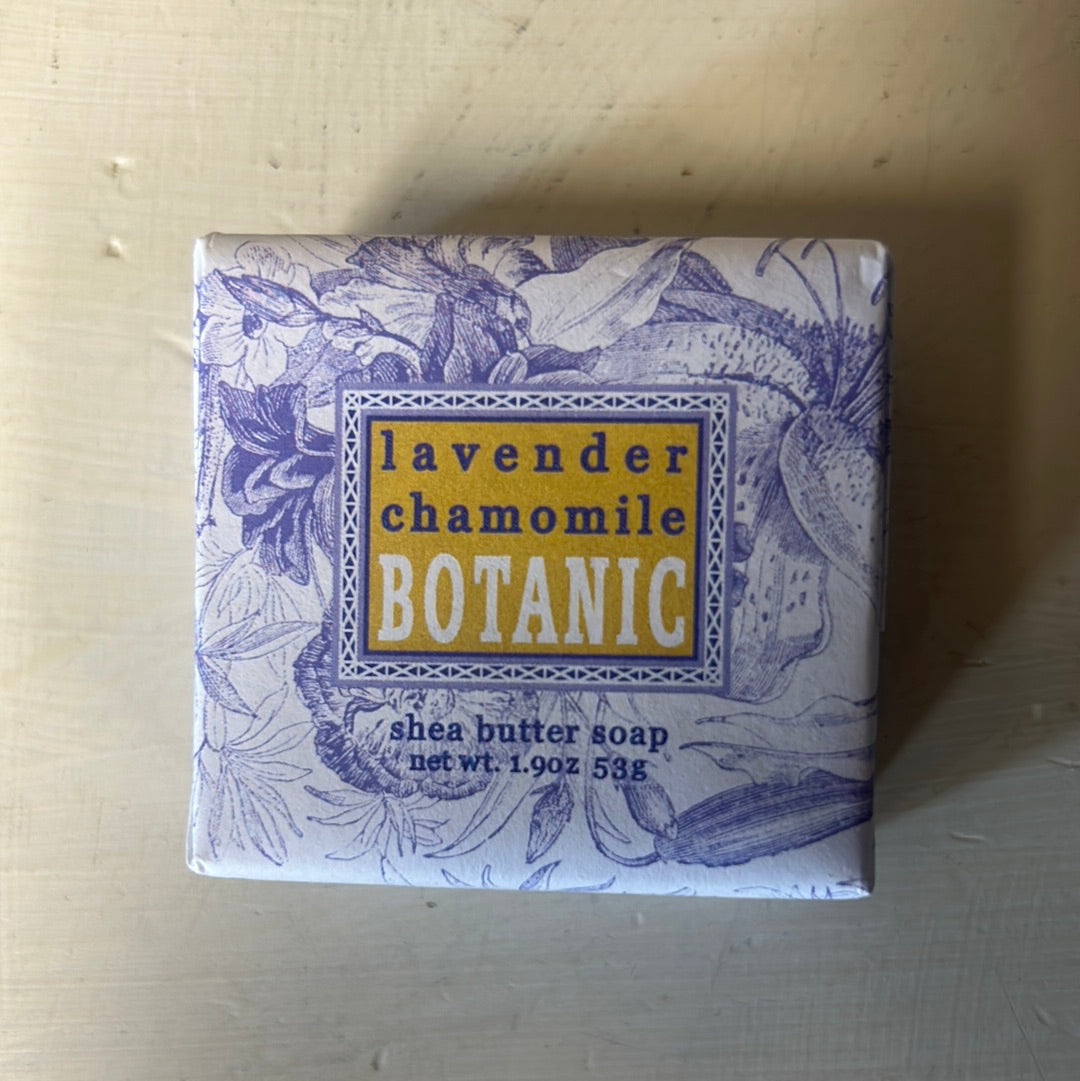 lavender
chamomile
BOTANIC
shea butter soap
net wt. 1.9oz 53g